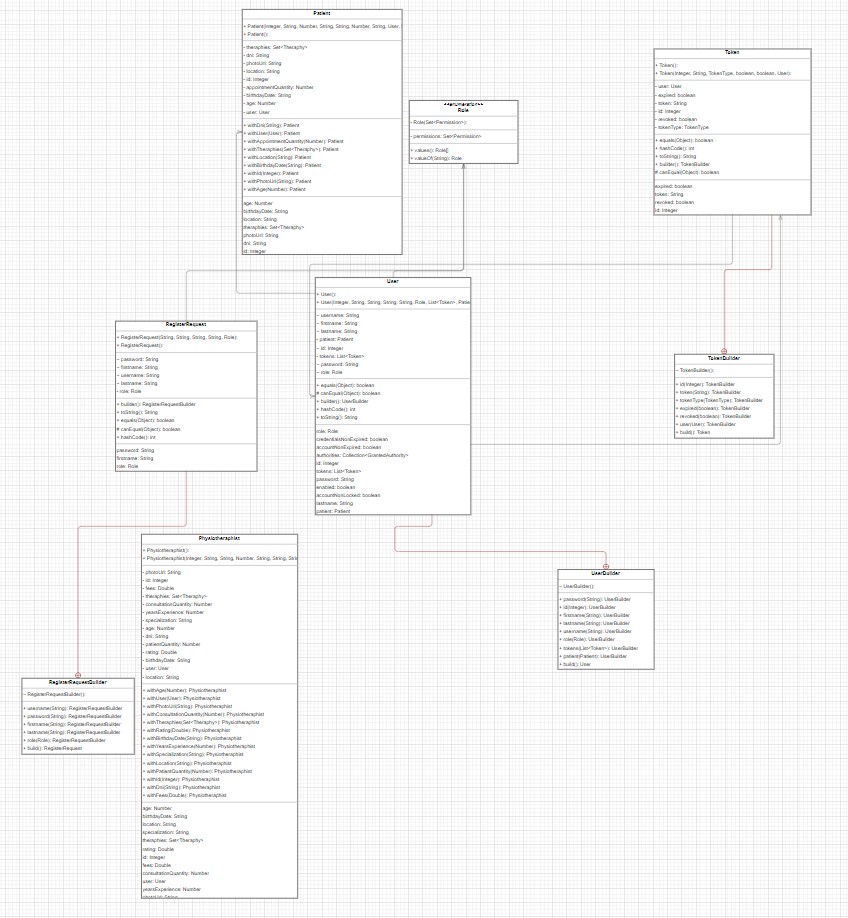 Patient
+ Patient(Integer, String, Number, String, String, Number, String, User,
+ Patient():
- theraphies: Set<Theraphy>
- dni: String
- photoUrl: String
- location: String
- id: Integer
- appointmentQuantity: Number
- birthdayDate: String
- age: Number
- user: User
+ withDni(String): Patient
+ withUser(User): Patient
+ withAppointmentQuantity(Number): Patient
+ withTheraphies(Set<Theraphy>): Patient
+ withLocation(String): Patient
+ withBirthdayDate(String): Patient
+ withId(Integer): Patient
+ withPhotoUrl(String): Patient
+ withAge(Number): Patient
age: Number
birthdayDate: String
location: String
theraphies: Set<Theraphy>
photoUrl: String
dni: String
id: Integer
<<enumeration>>
Role
- Role(Set<Permission>):
- permissions: Set<Permission>
+ values(): Role[]
+ valueOf(String): Role
Token
+ Token():
+ Token(Integer, String, TokenType, boolean, boolean, User):
- user: User
- expired: boolean
- token: String
- id: Integer
- revoked: boolean
- tokenType: TokenType
+ equals(Object): boolean
+ hashCode(): int
+ toString(): String
+ builder(): TokenBuilder
# canEqual(Object): boolean
expired: boolean
token: String
revoked: boolean
id: Integer
User
+ User():
+ User(Integer, String, String, String, String, Role, List<Token>, Patie
- username: String
- firstname: String
- lastname: String
- patient: Patient
- id: Integer
- tokens: List<Token>
- password: String
- role: Role
+ equals(Object): boolean
# canEqual(Object): boolean
+ builder(): UserBuilder
+ hashCode(): int
+ toString(): String
role: Role
credentialsNonExpired: boolean
accountNonExpired: boolean
authorities: Collection<GrantedAuthority>
id: Integer
tokens: List<Token>
password: String
enabled: boolean
accountNonLocked: boolean
lastname: String
patient: Patient
RegisterRequest
+ RegisterRequest(String, String, String, String, Role):
+ RegisterRequest():
- password: String
- firstname: String
- username: String
- lastname: String
- role: Role
+ builder(): RegisterRequestBuilder
+ toString(): String
+ equals(Object): boolean
# canEqual(Object): boolean
+ hashCode(): int
password: String
firstname: String
role: Role
TokenBuilder
~ TokenBuilder():
+ id(Integer): TokenBuilder
+ token(String): TokenBuilder
+ tokenType(TokenType): TokenBuilder
+ expired(boolean): TokenBuilder
+ revoked(boolean): TokenBuilder
+ user(User): TokenBuilder
+ build(): Token
Physiotheraphist
+ Physiotheraphist():
+ Physiotheraphist(Integer, String, String, Number, String, String, Stri
- photoUrl: String
- id: Integer
- fees: Double
- theraphies: Set<Theraphy>
- consultationQuantity: Number
- yearsExperience: Number
- specialization: String
- age: Number
- dni: String
- patientQuantity: Number
- rating: Double
- birthdayDate: String
- user: User
- location: String
+ withAge(Number): Physiotheraphist
+ withUser(User): Physiotheraphist
+ withPhotoUrl(String): Physiotheraphist
+ withConsultationQuantity(Number): Physiotheraphist
+ withTheraphies(Set<Theraphy>): Physiotheraphist
+ withRating(Double): Physiotheraphist
+ withBirthdayDate(String): Physiotheraphist
+ withYearsExperience(Number): Physiotheraphist
+ withSpecialization(String): Physiotheraphist
+ withLocation(String): Physiotheraphist
+ withPatientQuantity(Number): Physiotheraphist
+ withId(Integer): Physiotheraphist
+ withDni(String): Physiotheraphist
+ withFees(Double): Physiotheraphist
age: Number
birthdayDate: String
location: String
specialization: String
theraphies: Set<Theraphy>
rating: Double
id: Integer
fees: Double
consultationQuantity: Number
user: User
yearsExperience: Number
photoUrl: String
UserBuilder
~ UserBuilder():
+ password(String): UserBuilder
+ id(Integer): UserBuilder
+ firstname(String): UserBuilder
+ lastname(String): UserBuilder
+ username(String): UserBuilder
+ role(Role): UserBuilder
+ tokens(List<Token>): UserBuilder
+ patient(Patient): UserBuilder
+ build(): User
RegisterRequestBuilder
~ RegisterRequestBuilder():
+ username(String): RegisterRequestBuilder
+ password(String): RegisterRequestBuilder
+ firstname(String): RegisterRequestBuilder
+ lastname(String): RegisterRequestBuilder
+ role(Role): RegisterRequestBuilder
+ build(): RegisterRequest